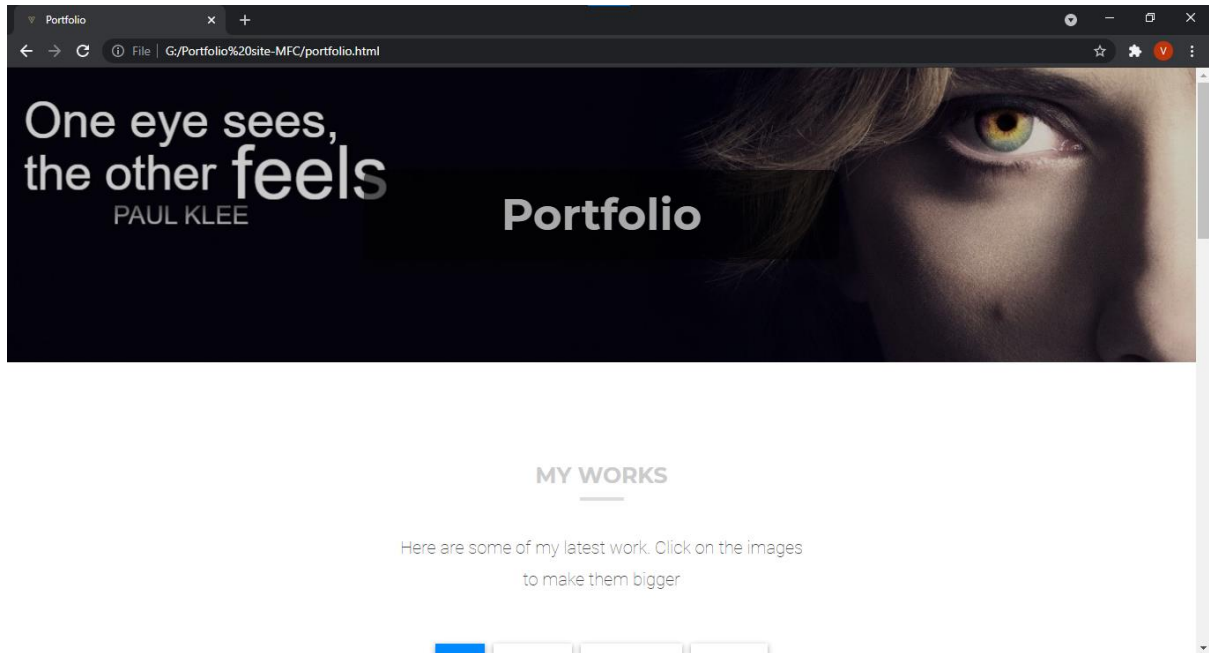 Portfolio
File | G:/Portfolio%20site-MFC/portfolio.html
V
One eye sees,
the other feels
PAUL KLEE
Portfolio
MY WORKS
Here are some of my latest work. Click on the images
to make them bigger